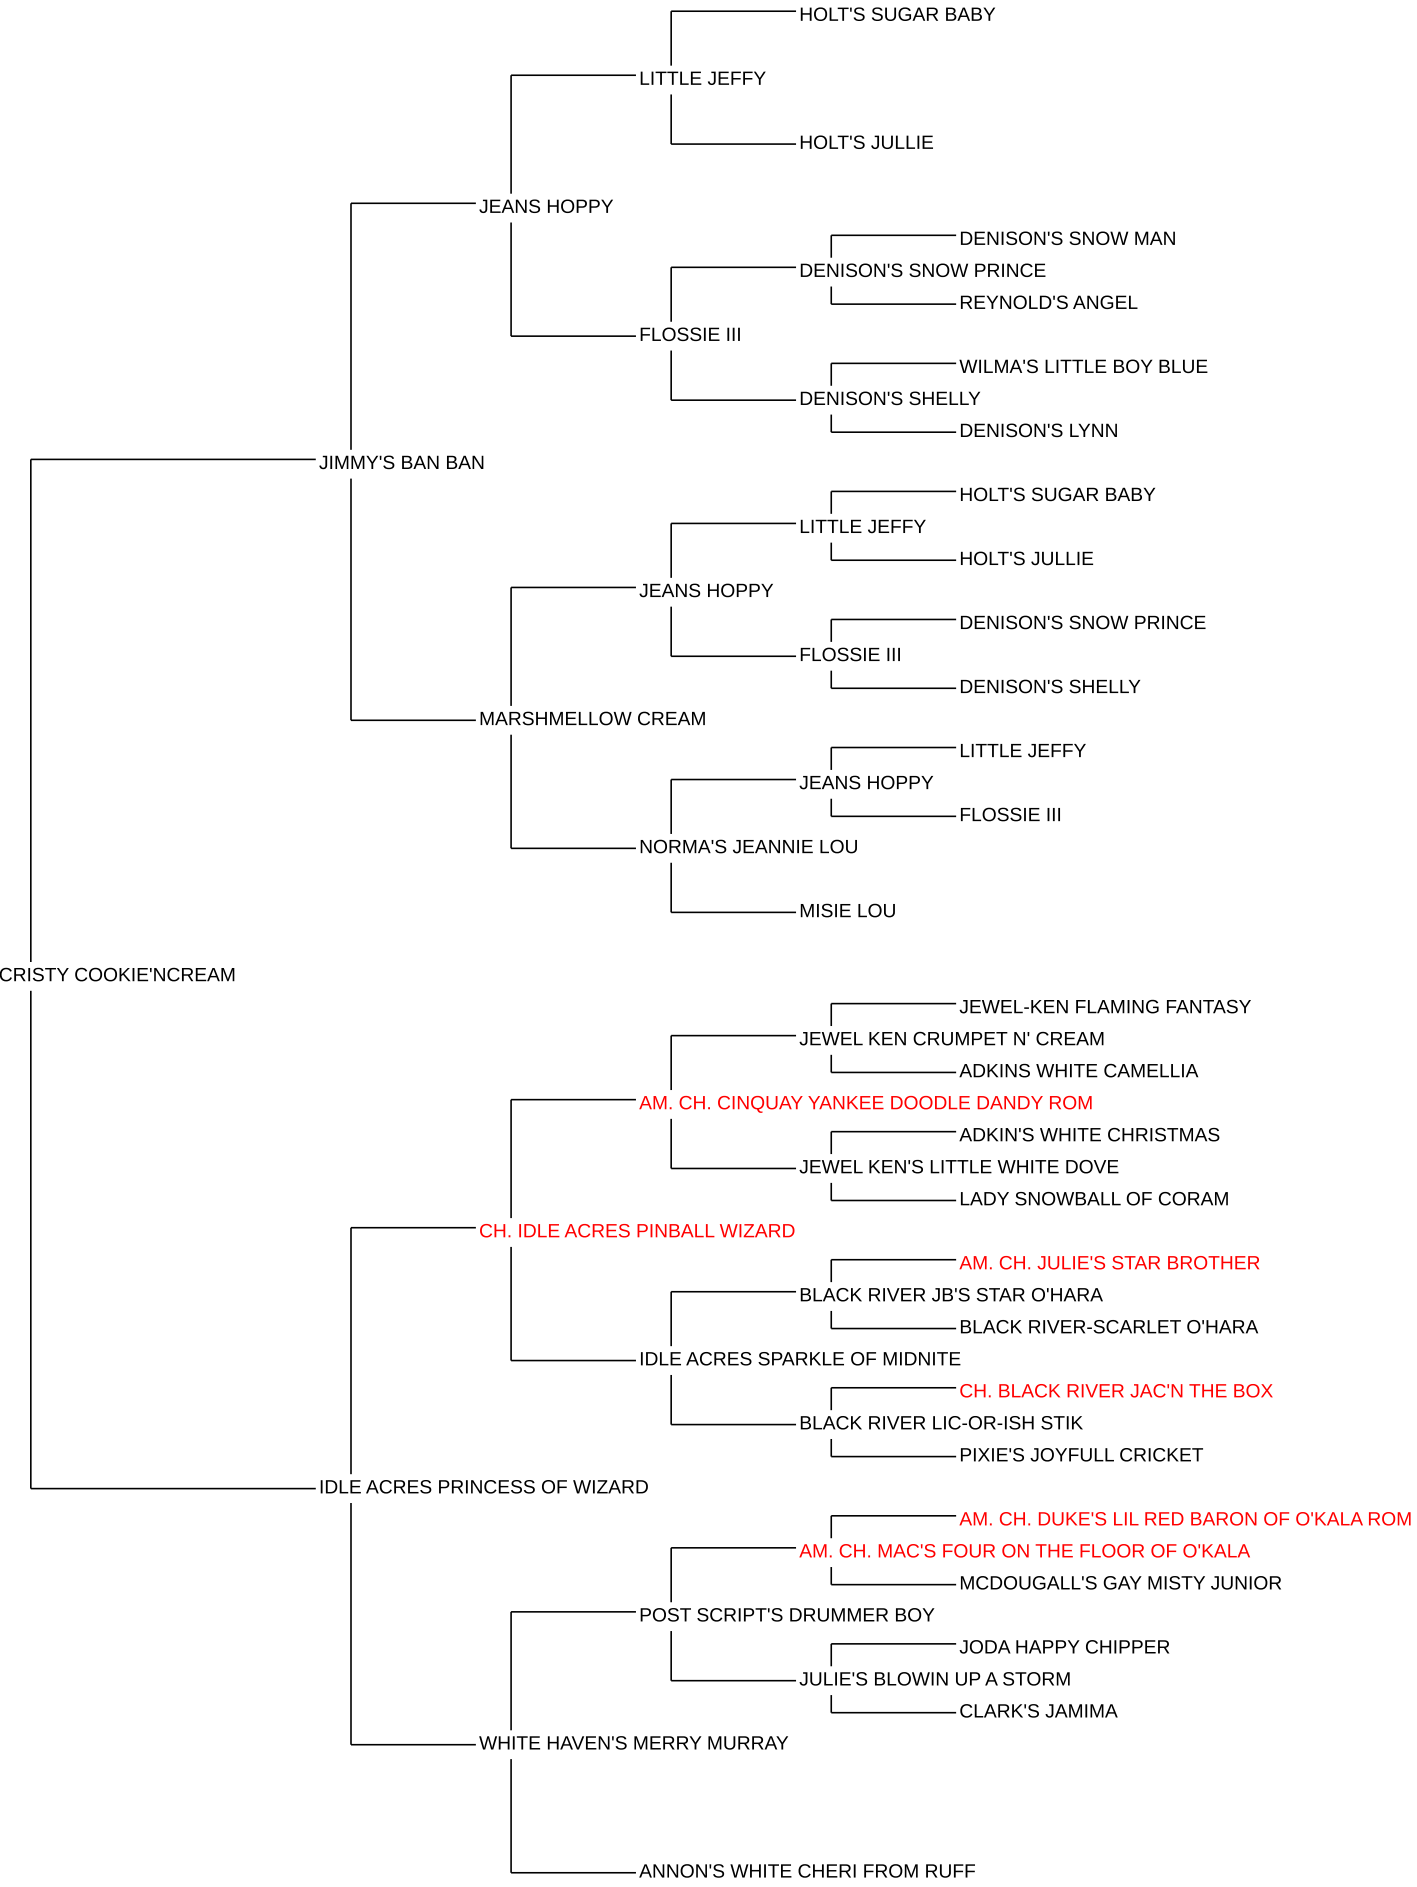 HOLT'S SUGAR BABY
LITTLE JEFFY
HOLT'S JULLIE
JEANS HOPPY
DENISON'S SNOW MAN
DENISON'S SNOW PRINCE
REYNOLD'S ANGEL
FLOSSIE III
WILMA'S LITTLE BOY BLUE
DENISON'S SHELLY
DENISON'S LYNN
JIMMY'S BAN BAN
HOLT'S SUGAR BABY
LITTLE JEFFY
HOLT'S JULLIE
JEANS HOPPY
DENISON'S SNOW PRINCE
FLOSSIE III
DENISON'S SHELLY
MARSHMELLOW CREAM
LITTLE JEFFY
JEANS HOPPY
FLOSSIE III
NORMA'S JEANNIE LOU
MISIE LOU
CRISTY COOKIE'NCREAM
JEWEL-KEN FLAMING FANTASY
JEWEL KEN CRUMPET N' CREAM
ADKINS WHITE CAMELLIA
AM. CH. CINQUAY YANKEE DOODLE DANDY ROM
ADKIN'S WHITE CHRISTMAS
JEWEL KEN'S LITTLE WHITE DOVE
LADY SNOWBALL OF CORAM
CH. IDLE ACRES PINBALL WIZARD
AM. CH. JULIE'S STAR BROTHER
BLACK RIVER JB'S STAR O'HARA
BLACK RIVER-SCARLET O'HARA
IDLE ACRES SPARKLE OF MIDNITE
CH. BLACK RIVER JAC'N THE BOX
BLACK RIVER LIC-OR-ISH STIK
PIXIE'S JOYFULL CRICKET
IDLE ACRES PRINCESS OF WIZARD
AM. CH. DUKE'S LIL RED BARON OF O'KALA ROM
AM. CH. MAC'S FOUR ON THE FLOOR OF O'KALA
MCDOUGALL'S GAY MISTY JUNIOR
POST SCRIPT'S DRUMMER BOY
JODA HAPPY CHIPPER
JULIE'S BLOWIN UP A STORM
CLARK'S JAMIMA
WHITE HAVEN'S MERRY MURRAY
ANNON'S WHITE CHERI FROM RUFF